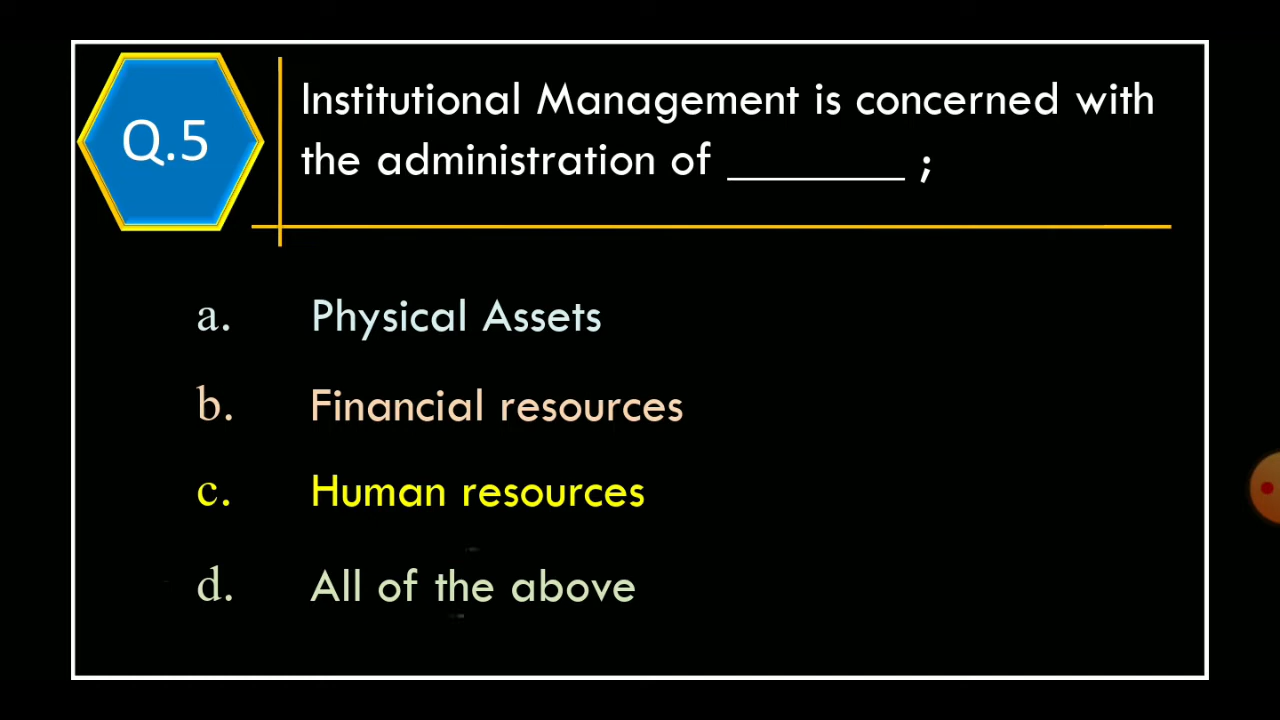 Q.5
Institutional Management is concerned with
the administration of ________ ;
a. Physical Assets
b. Financial resources
c. Human resources
d. All of the above